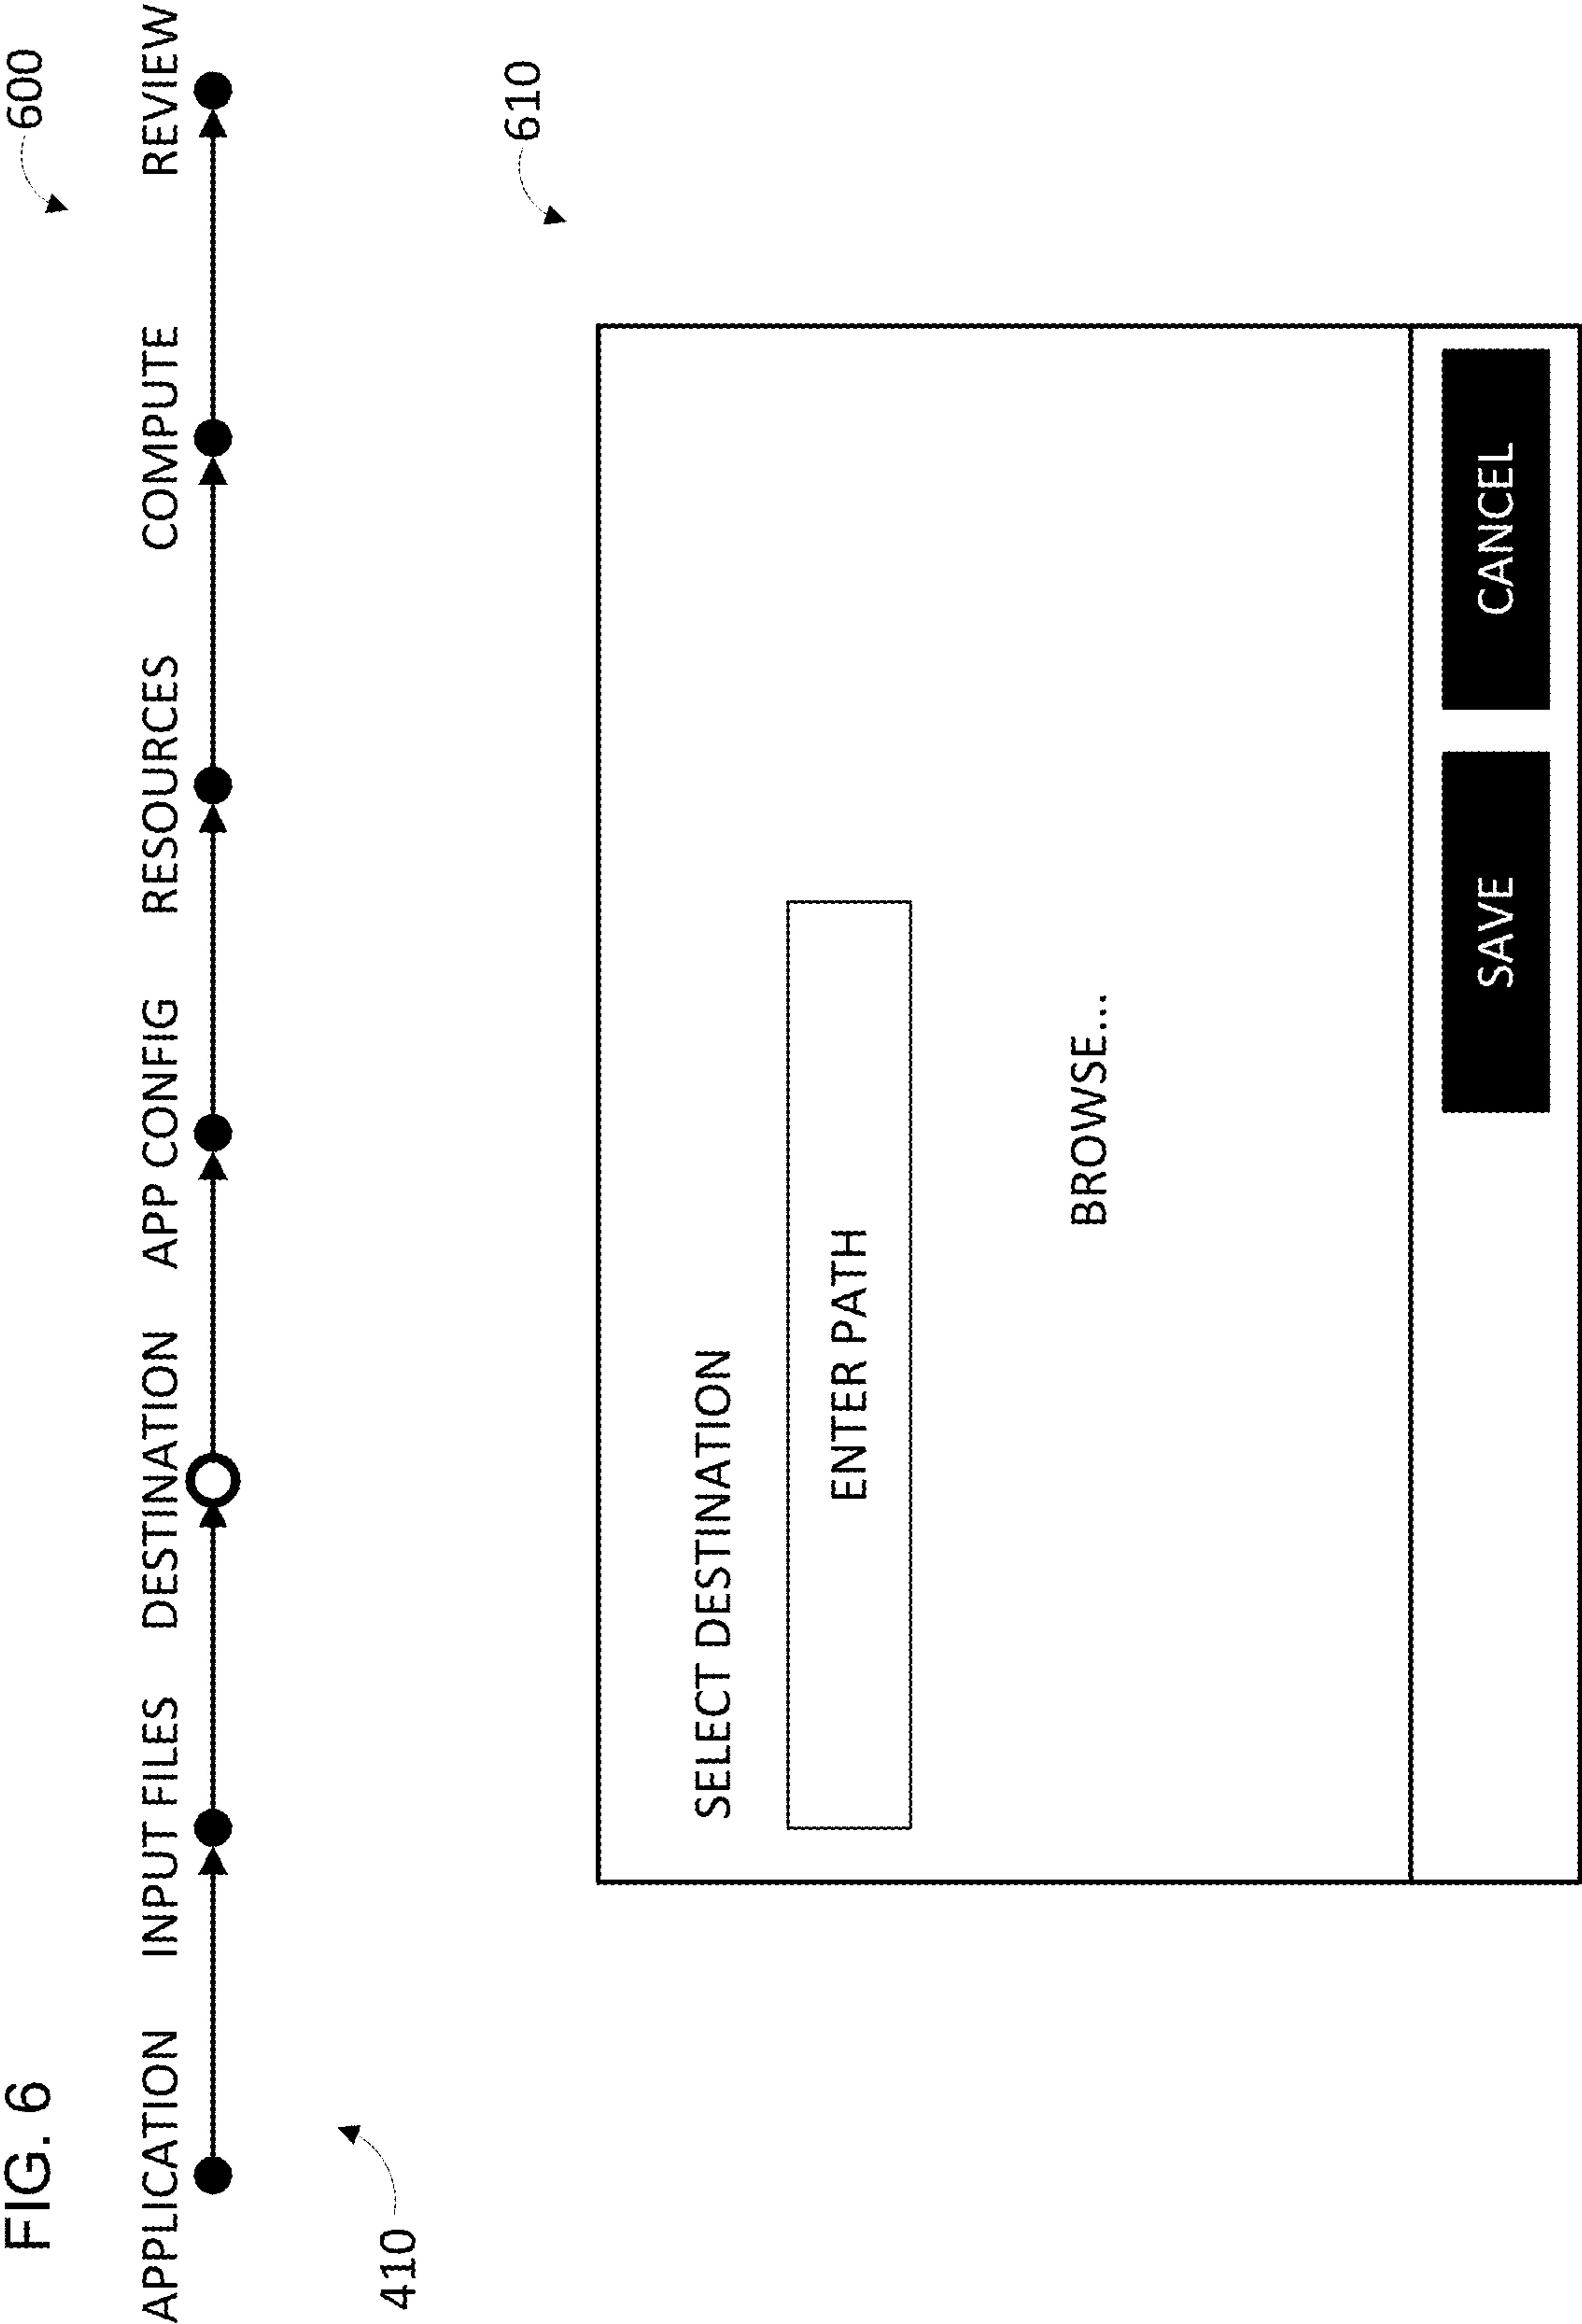 FIG. 6
600
APPLICATION INPUT FILES DESTINATION APP CONFIG RESOURCES COMPUTE REVIEW
410
610
SELECT DESTINATION
ENTER PATH
BROWSE...
SAVE CANCEL